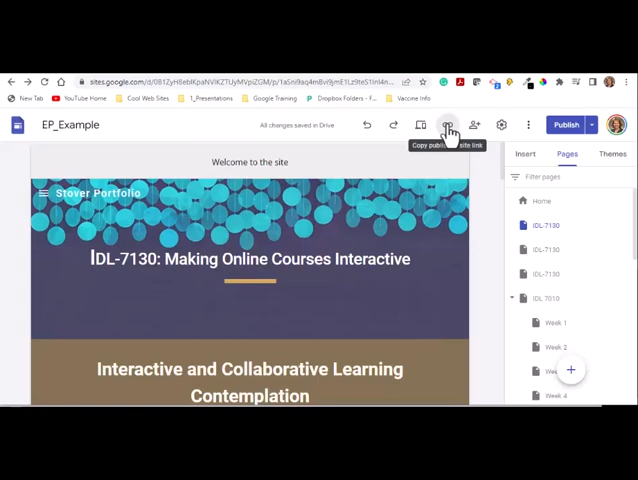 sites.google.com/d/
New Tab YouTube Home Cool Web Sites 1_Presentations Google Training Dropbox Folders - F... Vaccine Info
EP_Example
All changes saved in Drive
Publish
Copy publi site link
Insert Pages Themes
Welcome to the site
Filter pages
Stover Portfolio
Home
IDL-7130
IDL-7130: Making Online Courses Interactive
IDL-7130
IDL-7130
IDL 7010
Week 1
Week 2
Interactive and Collaborative Learning
Contemplation
We
Week 4